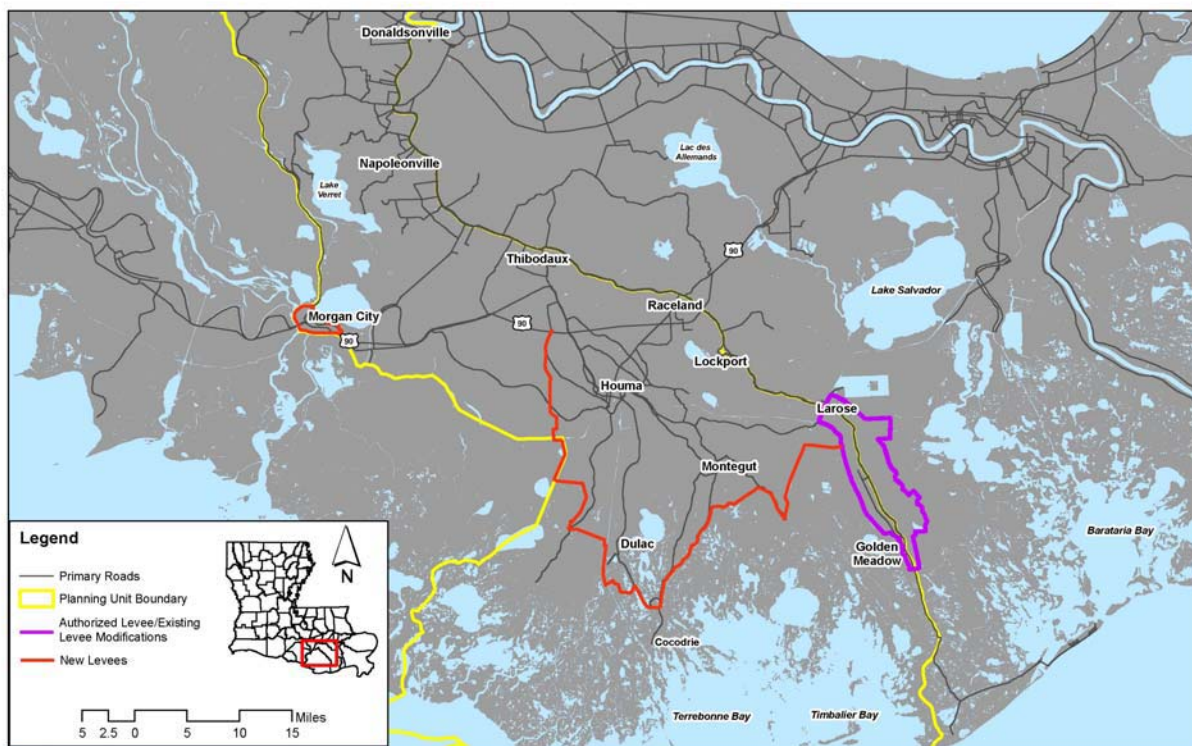 Donaldsonville
Napoleonville
Lake
Verret
Lac des
Allemands
90
Thibodaux
Raceland
Lake Salvador
Morgan City
90
90
Lockport
Houma
Larose
Montegut
Barataria Bay
Dulac
Golden
Meadow
Cocodrie
Terrebonne Bay
Timbalier Bay
Legend
Primary Roads
Planning Unit Boundary
Authorized Levee/Existing
Levee Modifications
New Levees
N
5 2.5 0 5 10 15 Miles